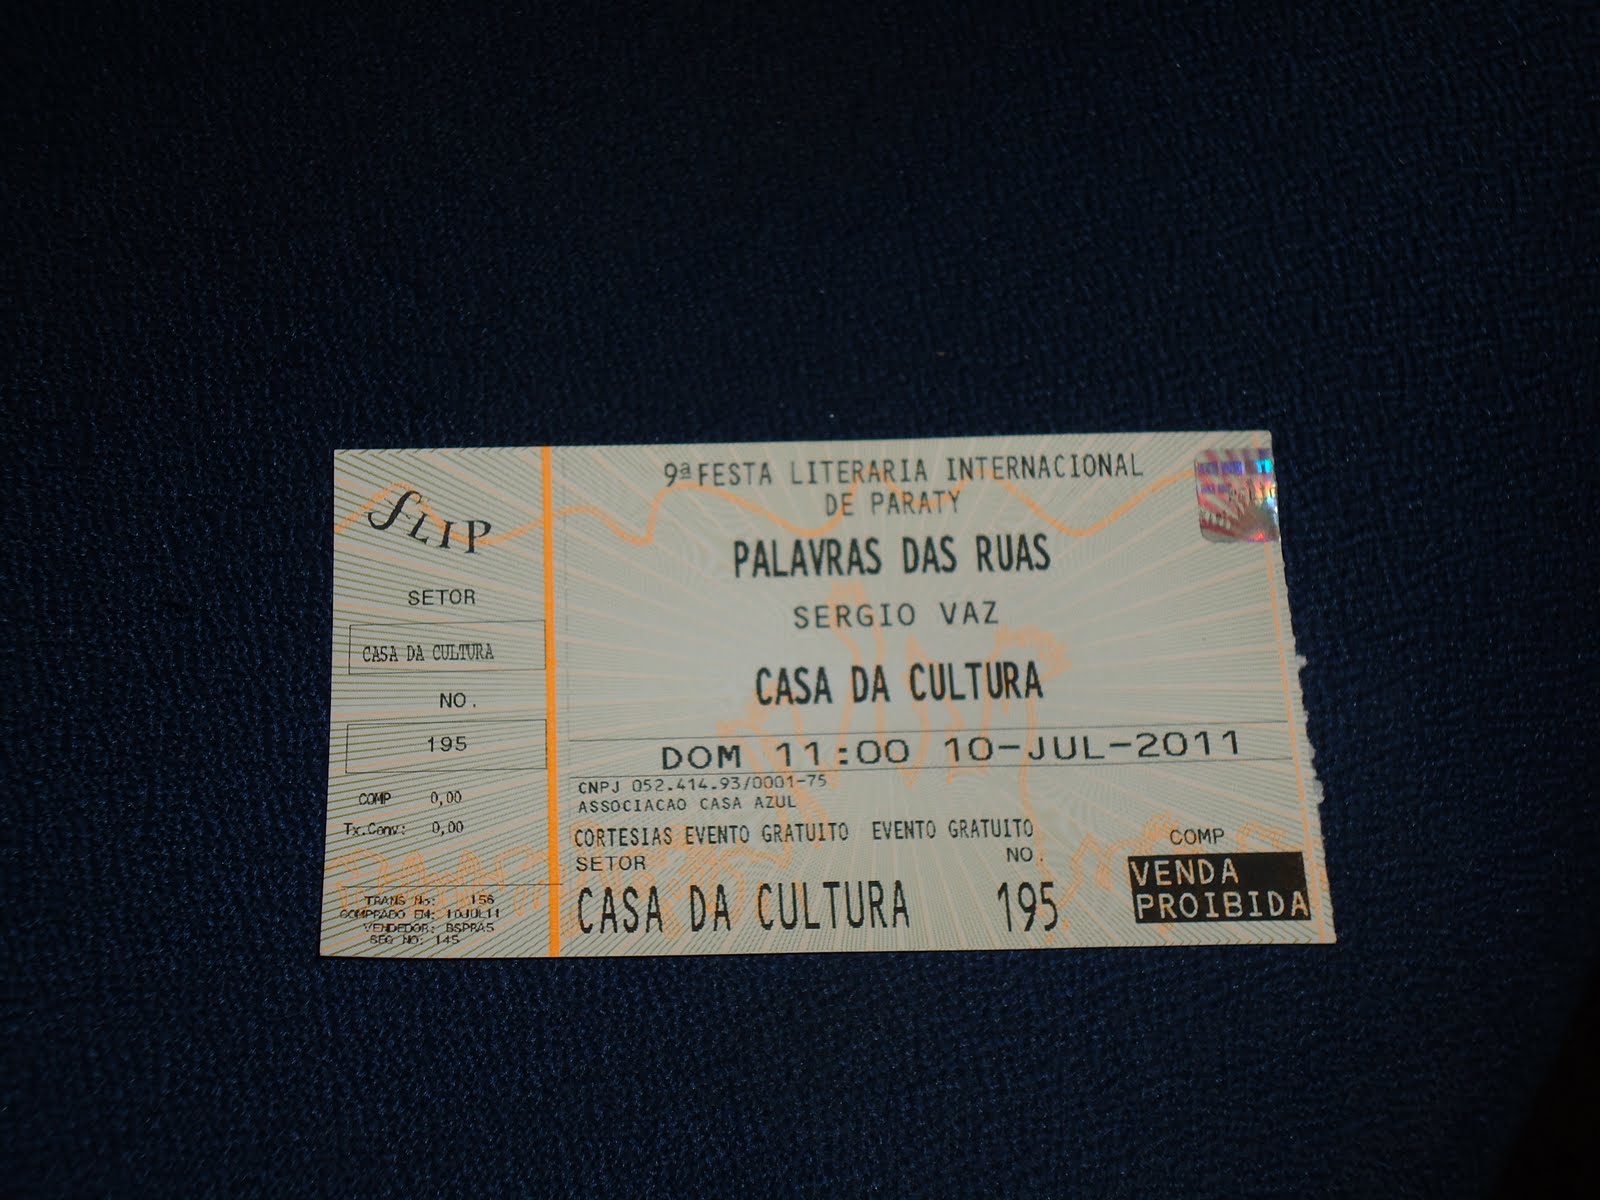 FLIP
SETOR
CASA DA CULTURA
NO.
195
COMP 0,00
Tx.Conv: 0,00
TRANS No: 156
COMPRADO EM: 10JUL11
VENDEDOR: BSPRA5
SEQ NO: 145
9ª FESTA LITERARIA INTERNACIONAL
DE PARATY
PALAVRAS DAS RUAS
SERGIO VAZ
CASA DA CULTURA
DOM 11:00 10-JUL-2011
CNPJ 052.414.93/0001-75
ASSOCIACAO CASA AZUL
CORTESIAS EVENTO GRATUITO EVENTO GRATUITO
SETOR NO.
CASA DA CULTURA 195
COMP
VENDA
PROIBIDA